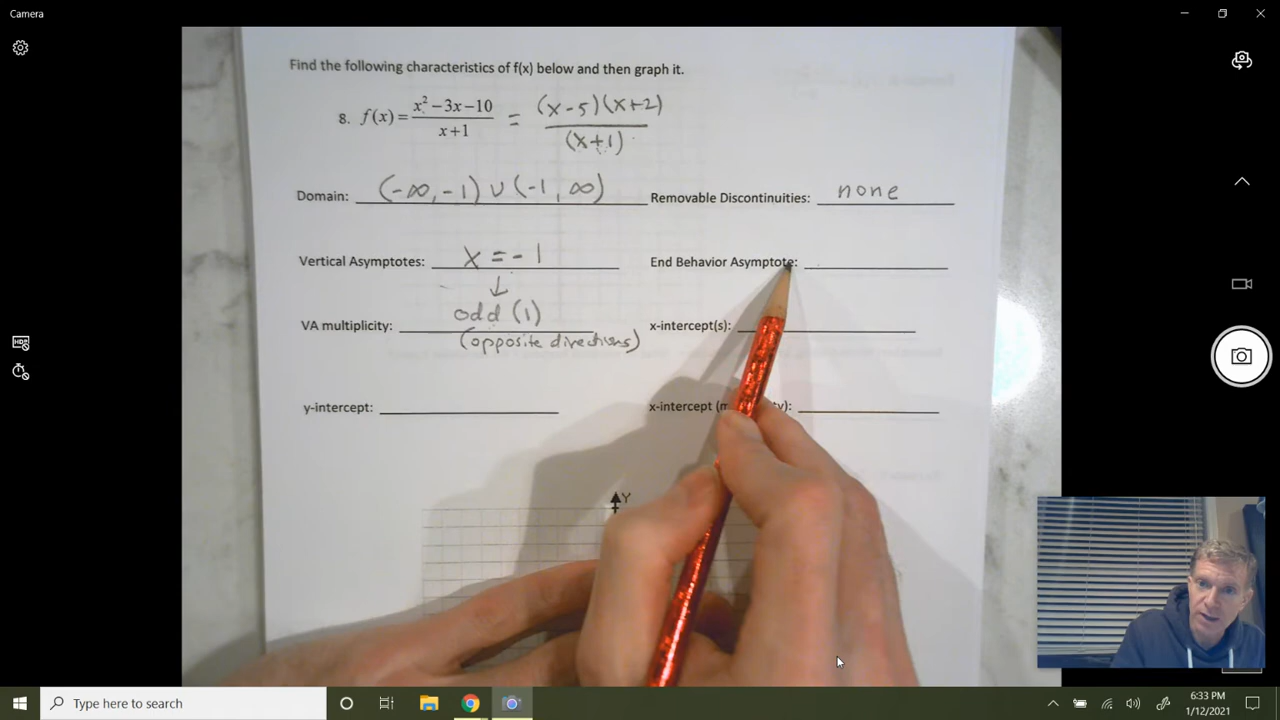 Camera
Find the following characteristics of f(x) below and then graph it.
8. f(x) = x² − 3x − 10 / x + 1 = (x - 5)(x + 2) / (x + 1)
Domain: (-∞, -1) ∪ (-1, ∞) Removable Discontinuities: none
Vertical Asymptotes: x = -1 End Behavior Asymptote:
↓
VA multiplicity: odd (1) x-intercept(s):
(opposite directions)
y-intercept: x-intercept (m y):
Y
Type here to search
6:33 PM
1/12/2021